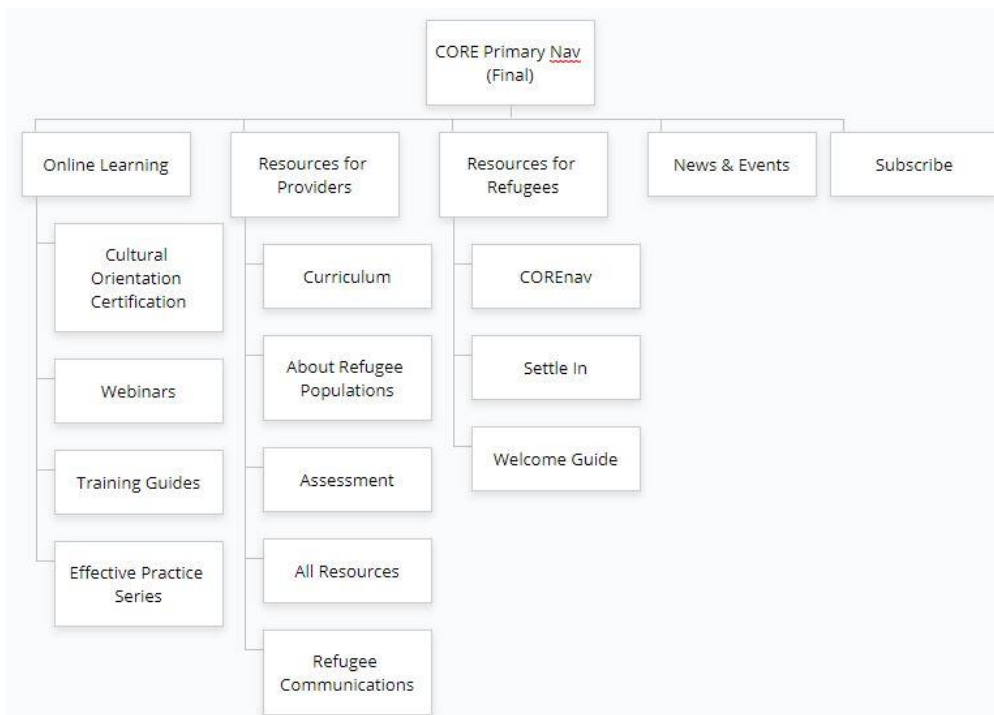 CORE Primary Nav
(Final)
Online Learning
Resources for
Providers
Resources for
Refugees
News & Events
Subscribe
Cultural
Orientation
Certification
Webinars
Training Guides
Effective Practice
Series
Curriculum
About Refugee
Populations
Assessment
All Resources
Refugee
Communications
COREnav
Settle In
Welcome Guide